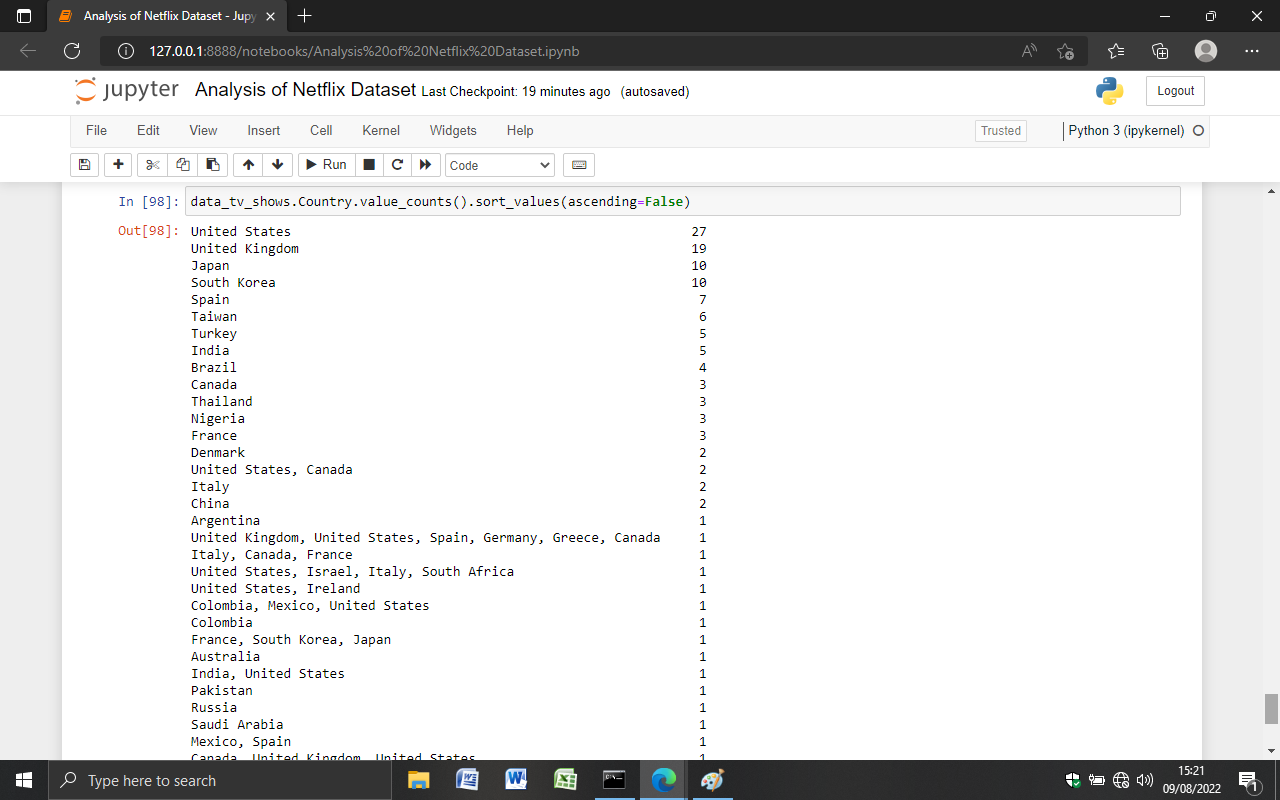 Analysis of Netflix Dataset - Jupy
127.0.0.1:8888/notebooks/Analysis%20of%20Netflix%20Dataset.ipynb
jupyter Analysis of Netflix Dataset Last Checkpoint: 19 minutes ago (autosaved)
Logout
File Edit View Insert Cell Kernel Widgets Help
Trusted
Python 3 (ipykernel)
Run
Code
In [98]: data_tv_shows.Country.value_counts().sort_values(ascending=False)
Out[98]: United States 27
United Kingdom 19
Japan 10
South Korea 10
Spain 7
Taiwan 6
Turkey 5
India 5
Brazil 4
Canada 3
Thailand 3
Nigeria 3
France 3
Denmark 2
United States, Canada 2
Italy 2
China 2
Argentina 1
United Kingdom, United States, Spain, Germany, Greece, Canada 1
Italy, Canada, France 1
United States, Israel, Italy, South Africa 1
United States, Ireland 1
Colombia, Mexico, United States 1
Colombia 1
France, South Korea, Japan 1
Australia 1
India, United States 1
Pakistan 1
Russia 1
Saudi Arabia 1
Mexico, Spain 1
Canada, United Kingdom, United States 1
Type here to search
15:21
09/08/2022
1